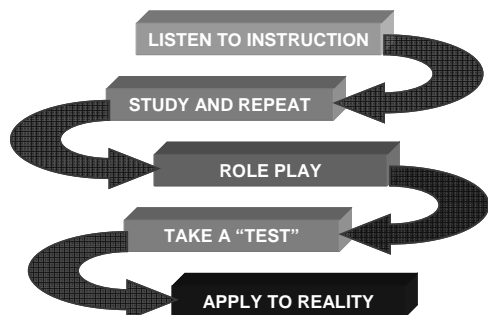 LISTEN TO INSTRUCTION
STUDY AND REPEAT
ROLE PLAY
TAKE A “TEST”
APPLY TO REALITY